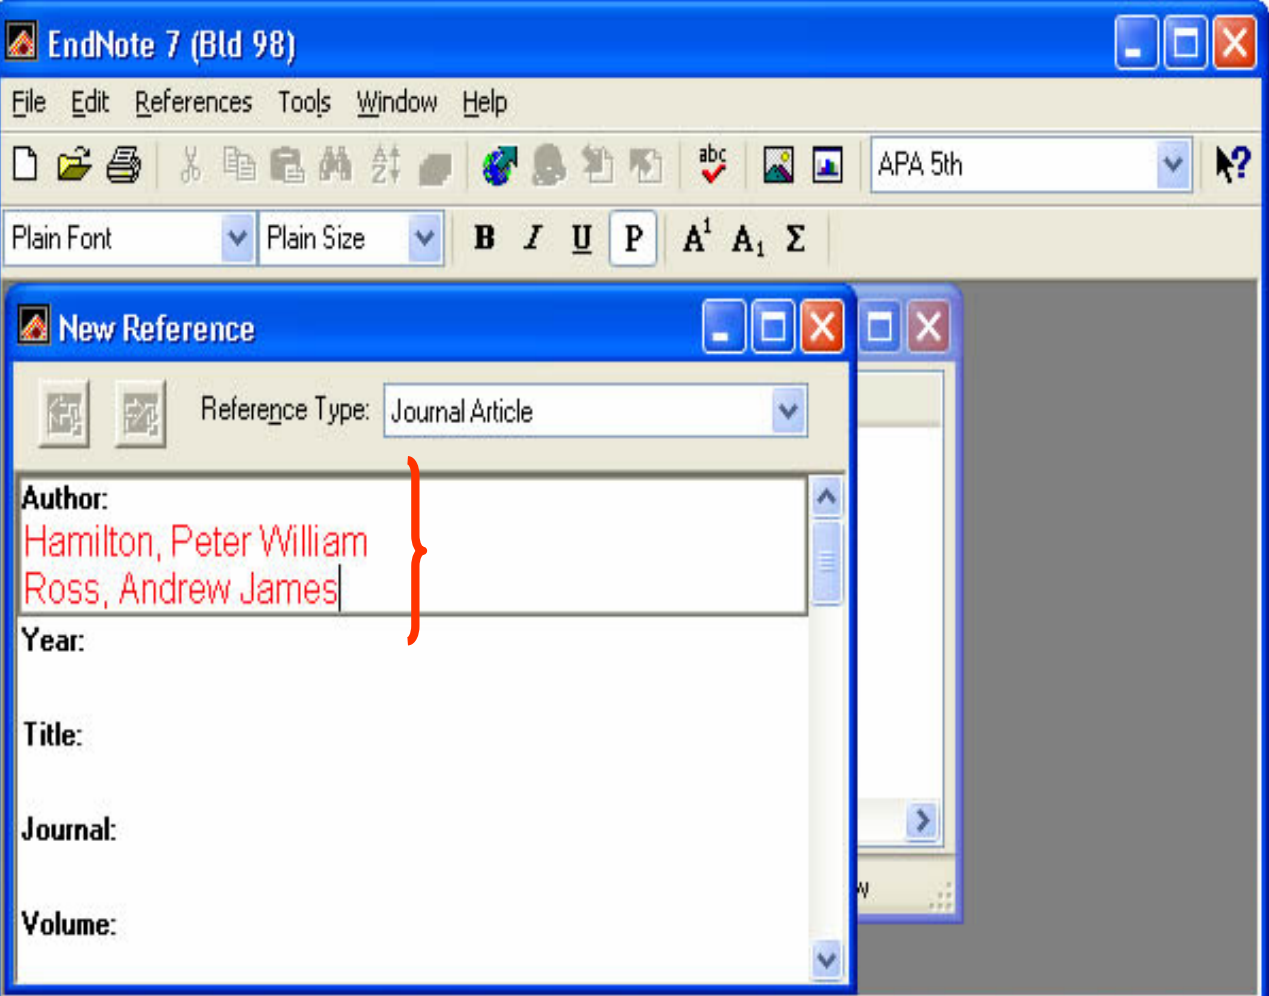 EndNote 7 (Bld 98)
File Edit References Tools Window Help
abc APA 5th ?
Plain Font Plain Size B I U P A1 A1 Σ
New Reference
Reference Type: Journal Article
Author:
Hamilton, Peter William
Ross, Andrew James
Year:
Title:
Journal:
Volume:
w